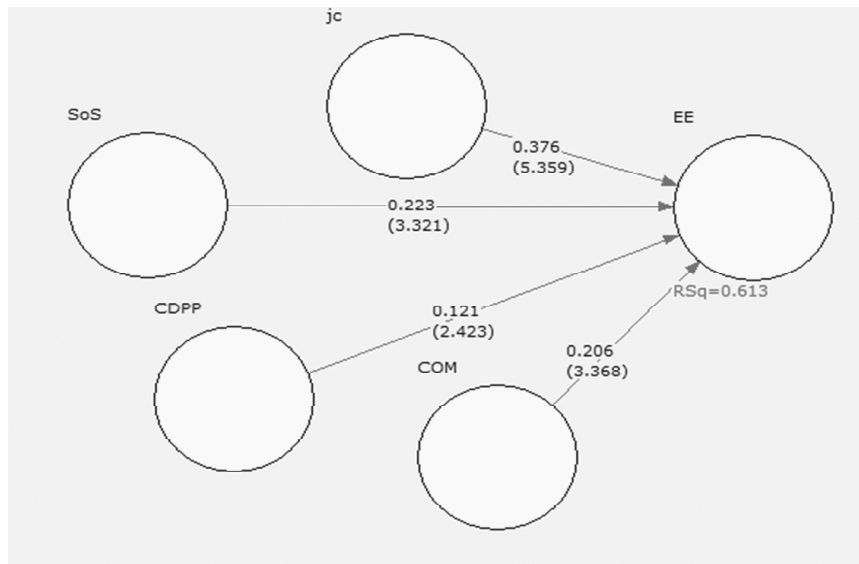 jc
SoS
EE
0.376
(5.359)
0.223
(3.321)
RSq=0.613
CDPP
0.121
(2.423)
0.206
(3.368)
COM